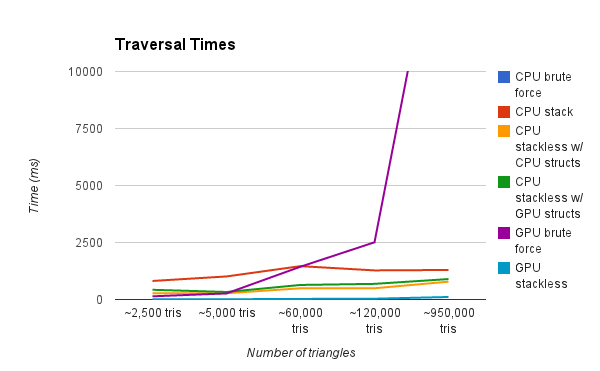 Traversal Times
Time (ms)
10000
7500
5000
2500
0
~2,500 tris
~5,000 tris
~60,000
tris
~120,000
tris
~950,000
tris
Number of triangles
CPU brute
force
CPU stack
CPU
stackless w/
CPU structs
CPU
stackless w/
GPU structs
GPU brute
force
GPU
stackless